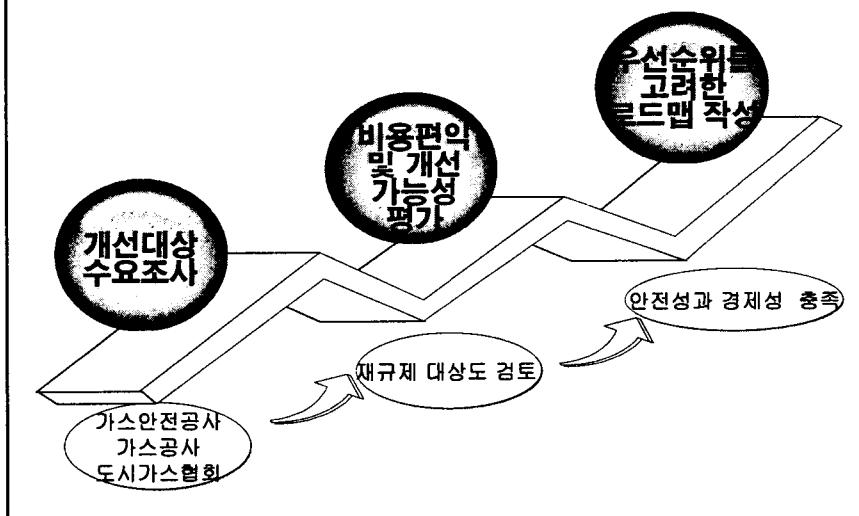 개선대상
수요조사
비용편익
및 개선
가능성
평가
우선순위를
고려한
로드맵 작성
가스안전공사
가스공사
도시가스협회
재규제 대상도 검토
안전성과 경제성 충족